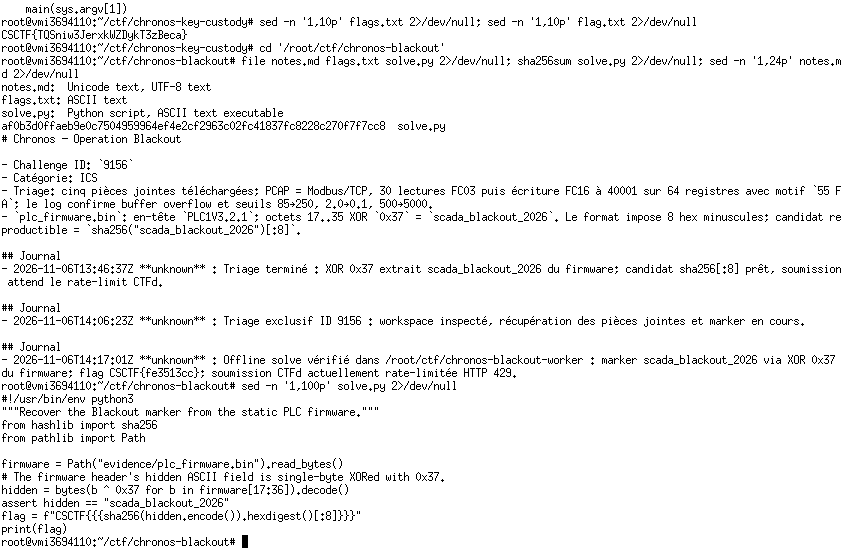 main(sys.argv[1])
root@vmi3694110:~/ctf/chronos-key-custody# sed -n '1,10p' flags.txt 2>/dev/null; sed -n '1,10p' flag.txt 2>/dev/null
CSCTF{TQSniw3JerxkWZDykT3zBeca}
root@vmi3694110:~/ctf/chronos-key-custody# cd '/root/ctf/chronos-blackout'
root@vmi3694110:~/ctf/chronos-blackout# file notes.md flags.txt solve.py 2>/dev/null; sha256sum solve.py 2>/dev/null; sed -n '1,24p' notes.m
d 2>/dev/null
notes.md:  Unicode text, UTF-8 text
flags.txt: ASCII text
solve.py:  Python script, ASCII text executable
af0b3d0ffaeb9e0c7504959964ef4e2cf2963c02fc41837fc8228c270f7f7cc8  solve.py
# Chronos — Operation Blackout

- Challenge ID: `9156`
- Catégorie: ICS
- Triage: cinq pièces jointes téléchargées; PCAP = Modbus/TCP, 30 lectures FC03 puis écriture FC16 à 40001 sur 64 registres avec motif `55 F
A`; le log confirme buffer overflow et seuils 85→250, 2.0→0.1, 500→5000.
- `plc_firmware.bin`: en-tête `PLC1V3.2.1`; octets 17..35 XOR `0x37` = `scada_blackout_2026`. Le format impose 8 hex minuscules; candidat re
productible = `sha256("scada_blackout_2026")[:8]`.

## Journal
- 2026-11-06T13:46:37Z **unknown** : Triage terminé : XOR 0x37 extrait scada_blackout_2026 du firmware; candidat sha256[:8] prêt, soumission
 attend le rate-limit CTFd.

## Journal
- 2026-11-06T14:06:23Z **unknown** : Triage exclusif ID 9156 : workspace inspecté, récupération des pièces jointes et marker en cours.

## Journal
- 2026-11-06T14:17:01Z **unknown** : Offline solve vérifié dans /root/ctf/chronos-blackout-worker : marker scada_blackout_2026 via XOR 0x37
du firmware; flag CSCTF{fe3513cc}; soumission CTFd actuellement rate-limitée HTTP 429.
root@vmi3694110:~/ctf/chronos-blackout# sed -n '1,100p' solve.py 2>/dev/null
#!/usr/bin/env python3
"""Recover the Blackout marker from the static PLC firmware."""
from hashlib import sha256
from pathlib import Path

firmware = Path("evidence/plc_firmware.bin").read_bytes()
# The firmware header's hidden ASCII field is single-byte XORed with 0x37.
hidden = bytes(b ^ 0x37 for b in firmware[17:36]).decode()
assert hidden == "scada_blackout_2026"
flag = f"CSCTF{{{sha256(hidden.encode()).hexdigest()[:8]}}}"
print(flag)
root@vmi3694110:~/ctf/chronos-blackout#